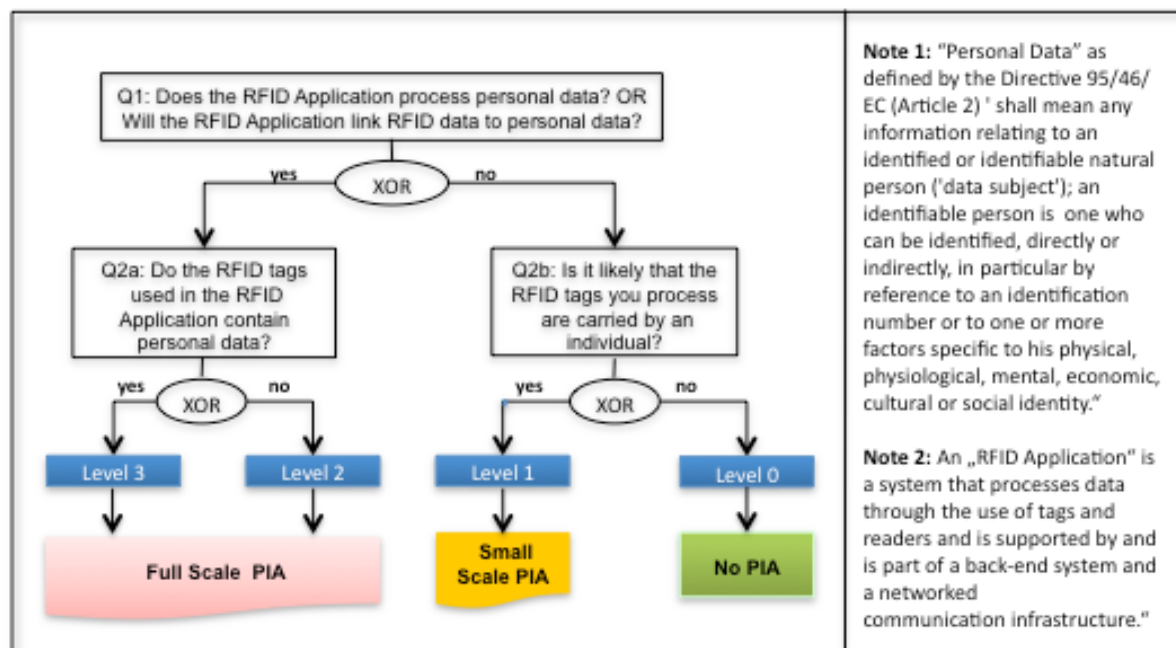 Q1: Does the RFID Application process personal data? OR
Will the RFID Application link RFID data to personal data?
yes
XOR
no
Q2a: Do the RFID tags
used in the RFID
Application contain
personal data?
Q2b: Is it likely that the
RFID tags you process
are carried by an
individual?
yes
XOR
no
yes
XOR
no
Level 3
Level 2
Level 1
Level 0
Full Scale PIA
Small
Scale PIA
No PIA
Note 1: "Personal Data" as
defined by the Directive 95/46/
EC (Article 2) ' shall mean any
information relating to an
identified or identifiable natural
person ('data subject'); an
identifiable person is one who
can be identified, directly or
indirectly, in particular by
reference to an identification
number or to one or more
factors specific to his physical,
physiological, mental, economic,
cultural or social identity.“
Note 2: An „RFID Application" is
a system that processes data
through the use of tags and
readers and is supported by and
is part of a back-end system and
a networked
communication infrastructure."